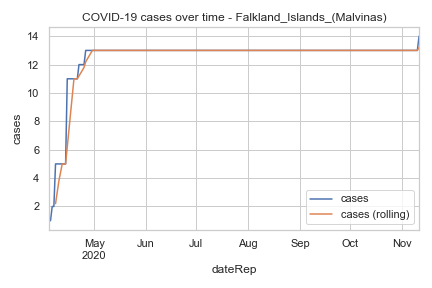 COVID-19 cases over time - Falkland_Islands_(Malvinas)
14
12
10
8
6
4
2
cases
cases
cases (rolling)
May Jun Jul Aug Sep Oct Nov
2020
dateRep